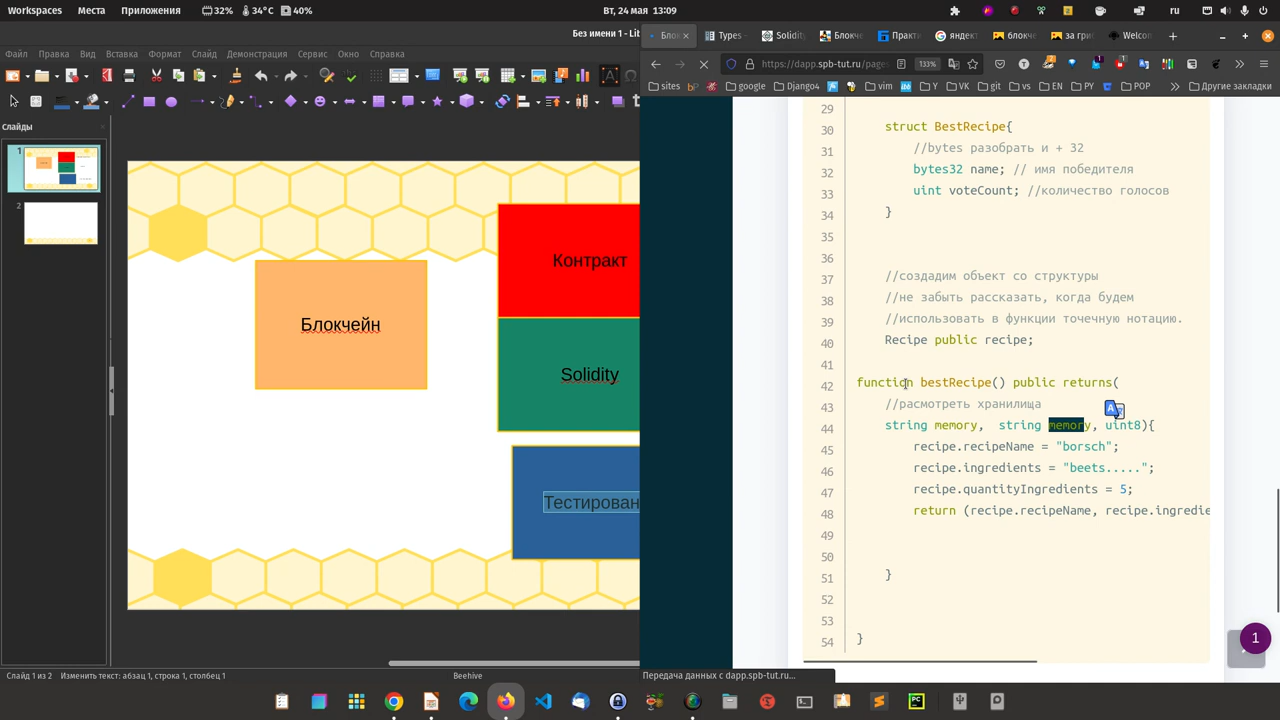 Workspaces Места Приложения 32% 34°C 40% ВТ, 24 мая 13:09 ru
Без имени 1 - Lib
Файл Правка Вид Вставка Формат Слайд Демонстрация Сервис Окно Справка
Слайды
1
2
Блокчейн
Контракт
Solidity
Тестирован
Слайд 1 из 2 Изменить текст: абзац 1, строка 1, столбец 1 Beehive
Блок Types Solidity Блокче Практи яндект блокче за гри Welcon
https://dapp.spb-tut.ru/pages 133%
sites bP google Django4 vim Y VK git vs EN PY POP Другие закладки
29
30 struct BestRecipe{
31 //bytes разобрать и + 32
32 bytes32 name; // имя победителя
33 uint voteCount; //количество голосов
34 }
35
36
37 //создадим объект со структуры
38 //не забыть рассказать, когда будем
39 //использовать в функции точечную нотацию.
40 Recipe public recipe;
41
42 function bestRecipe() public returns(
43 //расмотреть хранилища
44 string memory, string memory, uint8){
45 recipe.recipeName = "borsch";
46 recipe.ingredients = "beets.....";
47 recipe.quantityIngredients = 5;
48 return (recipe.recipeName, recipe.ingredie
49
50
51 }
52
53
54 }
1
Передача данных с dapp.spb-tut.ru...